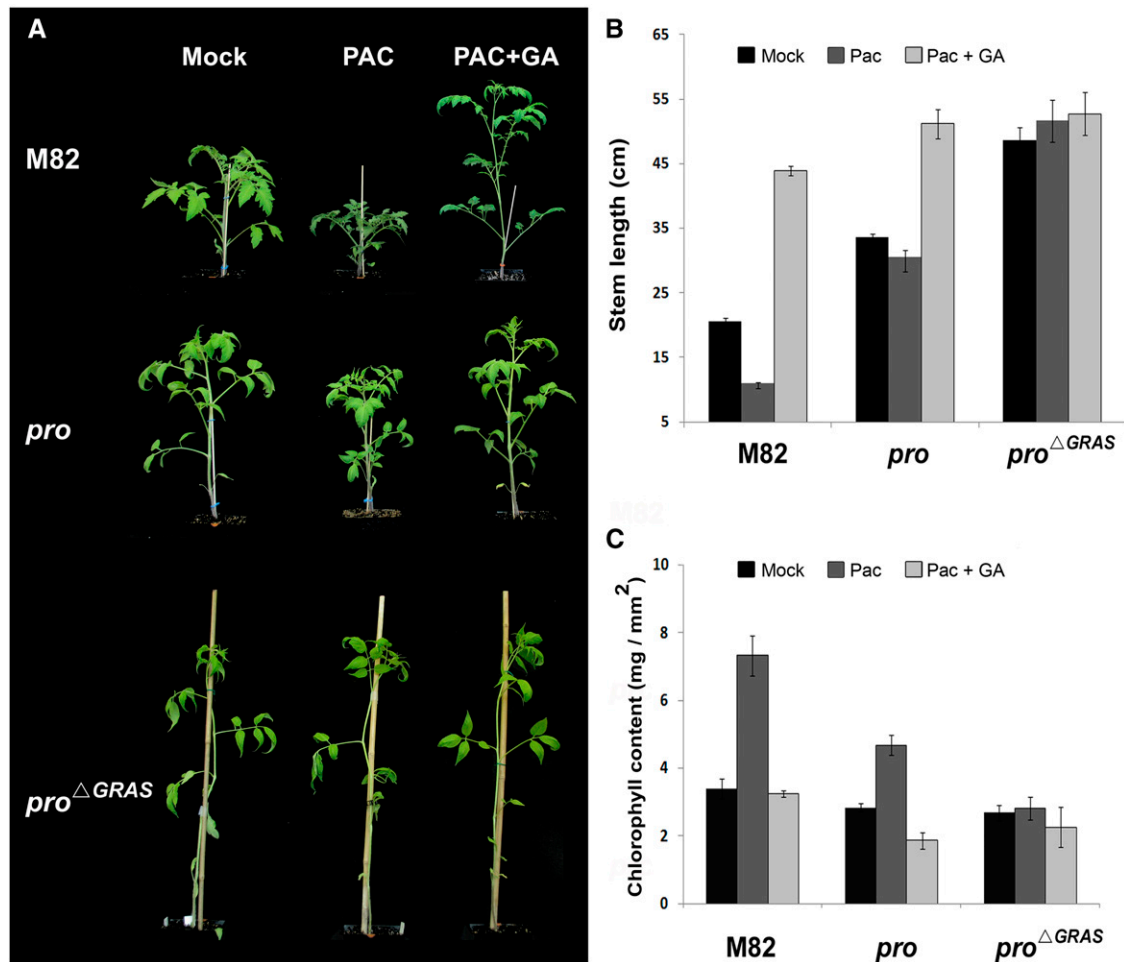 A
Mock PAC PAC+GA
M82
pro
pro△GRAS
B
Mock Pac Pac + GA
Stem length (cm)
65
55
45
35
25
15
5
M82 pro pro△GRAS
M82
C
Mock Pac Pac + GA
Chlorophyll content (mg / mm2)
10
8
6
4
2
0
M82 pro pro△GRAS